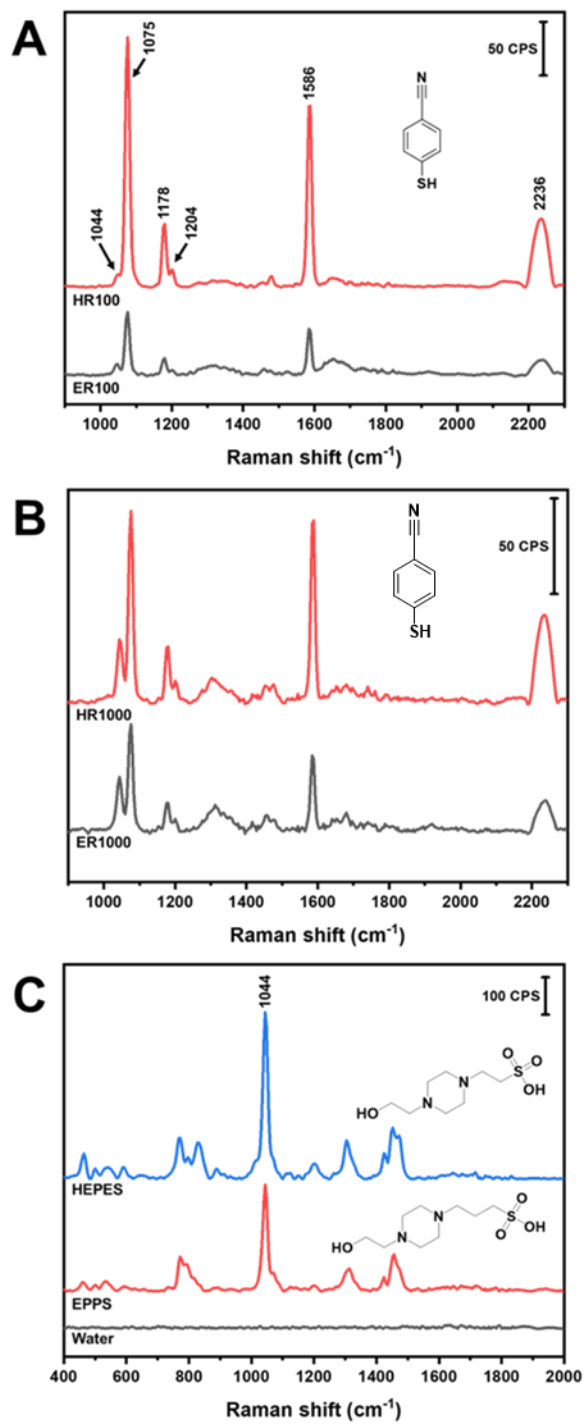 A
50 CPS
1075
1586
N
SH
1044
1178
1204
2236
HR100
ER100
1000 1200 1400 1600 1800 2000 2200
Raman shift (cm-1)
B
50 CPS
N
SH
HR1000
ER1000
1000 1200 1400 1600 1800 2000 2200
Raman shift (cm-1)
C
100 CPS
1044
O
O
S
N
OH
HO
N
HEPES
O
N
S
OH
N
O
HO
EPPS
Water
400 600 800 1000 1200 1400 1600 1800 2000
Raman shift (cm-1)